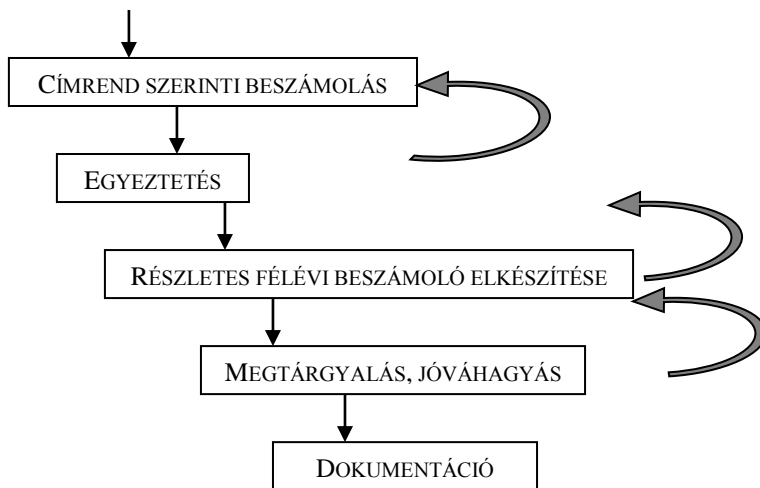 CÍMREND SZERINTI BESZÁMOLÁS
EGYEZTETÉS
RÉSZLETES FÉLÉVI BESZÁMOLÓ ELKÉSZÍTÉSE
MEGTÁRGYALÁS, JÓVÁHAGYÁS
DOKUMENTÁCIÓ